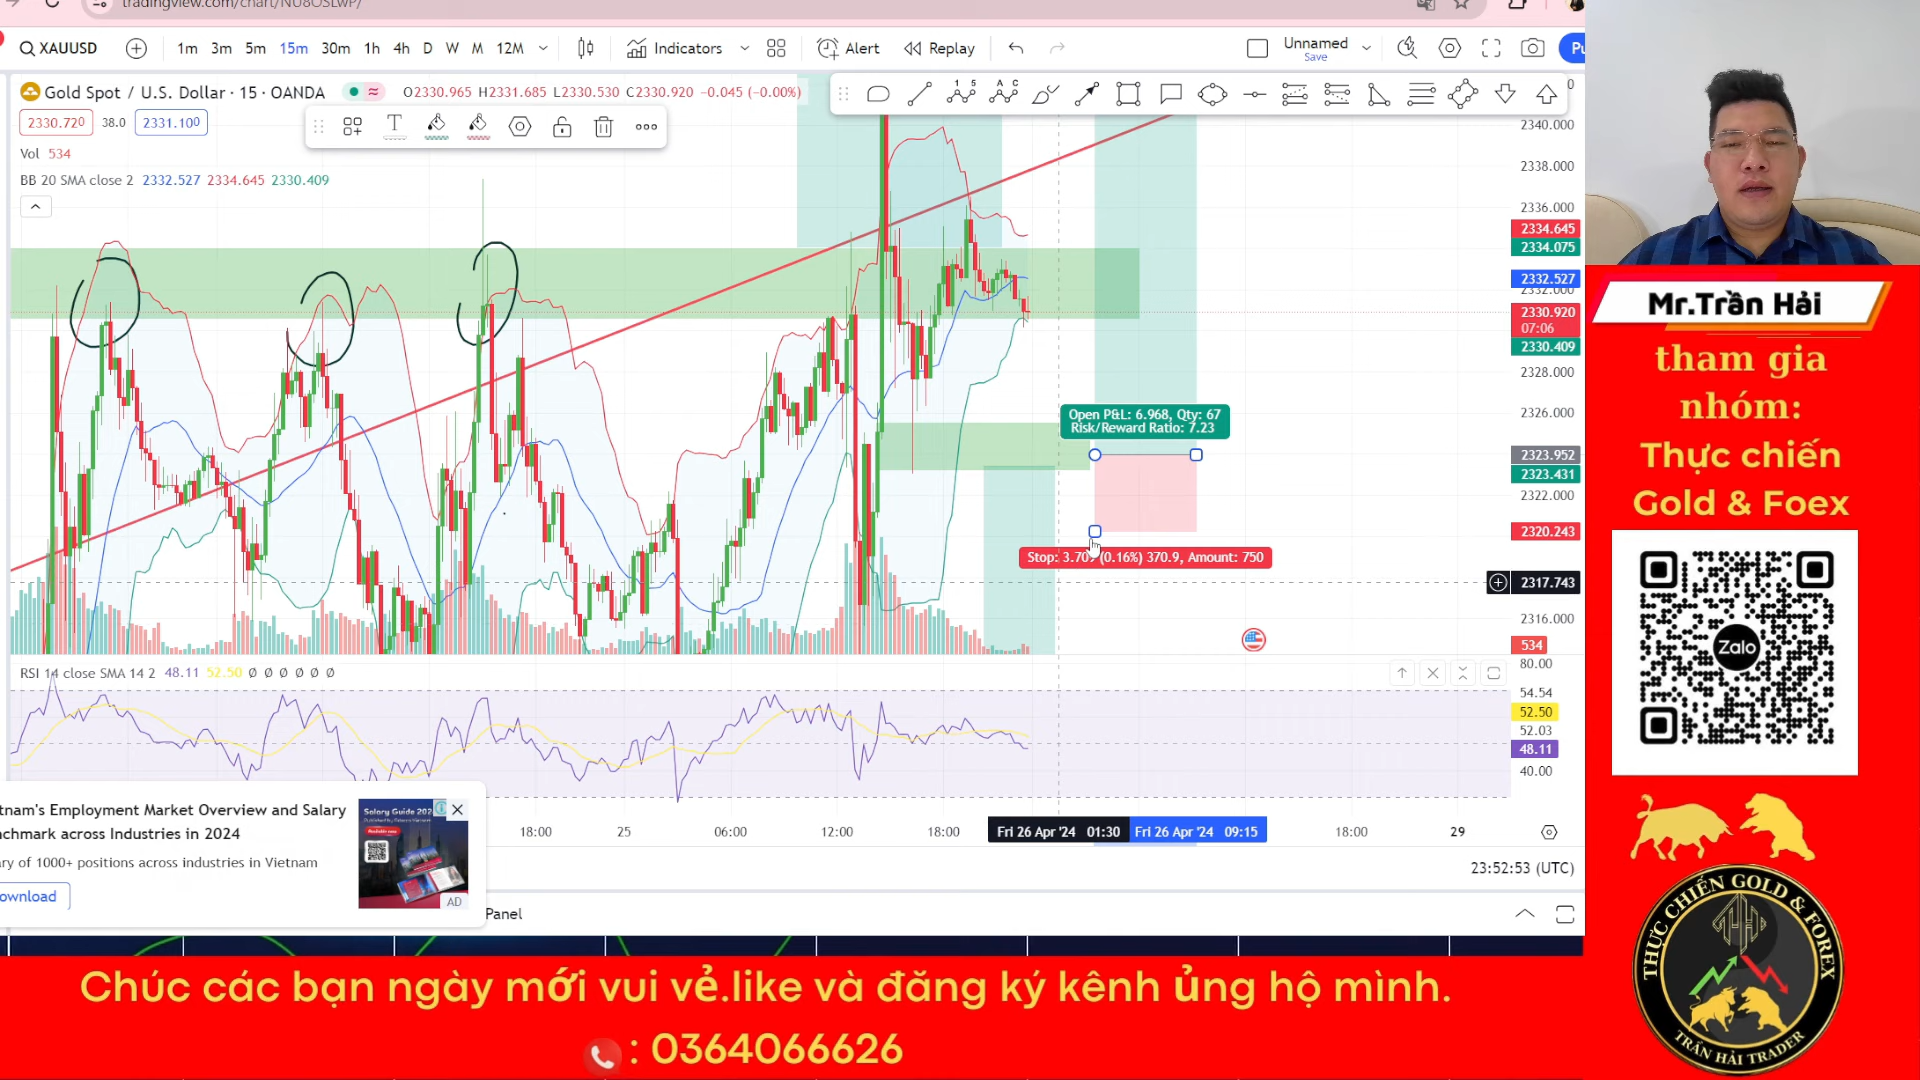 tradingview.com/chart/NU8OSLwP/
XAUUSD
1m 3m 5m 15m 30m 1h 4h D W M 12M
Indicators
Alert
Replay
Unnamed
Save
Gold Spot / U.S. Dollar · 15 · OANDA
O2330.965 H2331.685 L2330.530 C2330.920 -0.045 (-0.00%)
2330.720 38.0 2331.100
Vol 534
BB 20 SMA close 2 2332.527 2334.645 2330.409
2340.000
2338.000
2336.000
2334.645
2334.075
2332.527
2332.000
2330.920
07:06
2330.409
2328.000
2326.000
2323.952
2323.431
2322.000
2320.243
2317.743
2316.000
534
Open P&L: 6.968, Qty: 67
Risk/Reward Ratio: 7.23
Stop: 3.709 (0.16%) 370.9, Amount: 750
RSI 14 close SMA 14 2 48.11 52.50 Ø Ø Ø Ø Ø Ø
80.00
54.54
52.50
52.03
48.11
40.00
18:00 25 06:00 12:00 18:00 Fri 26 Apr '24 01:30 Fri 26 Apr '24 09:15 18:00 29
23:52:53 (UTC)
Panel
tnam's Employment Market Overview and Salary
nchmark across Industries in 2024
ary of 1000+ positions across industries in Vietnam
ownload
Salary Guide 202
AD
Mr.Trần Hải
tham gia
nhóm:
Thực chiến
Gold & Foex
Zalo
THỰC CHIẾN GOLD & FOREX
TRẦN HẢI TRADER
Chúc các bạn ngày mới vui vẻ.like và đăng ký kênh ủng hộ mình.
: 0364066626